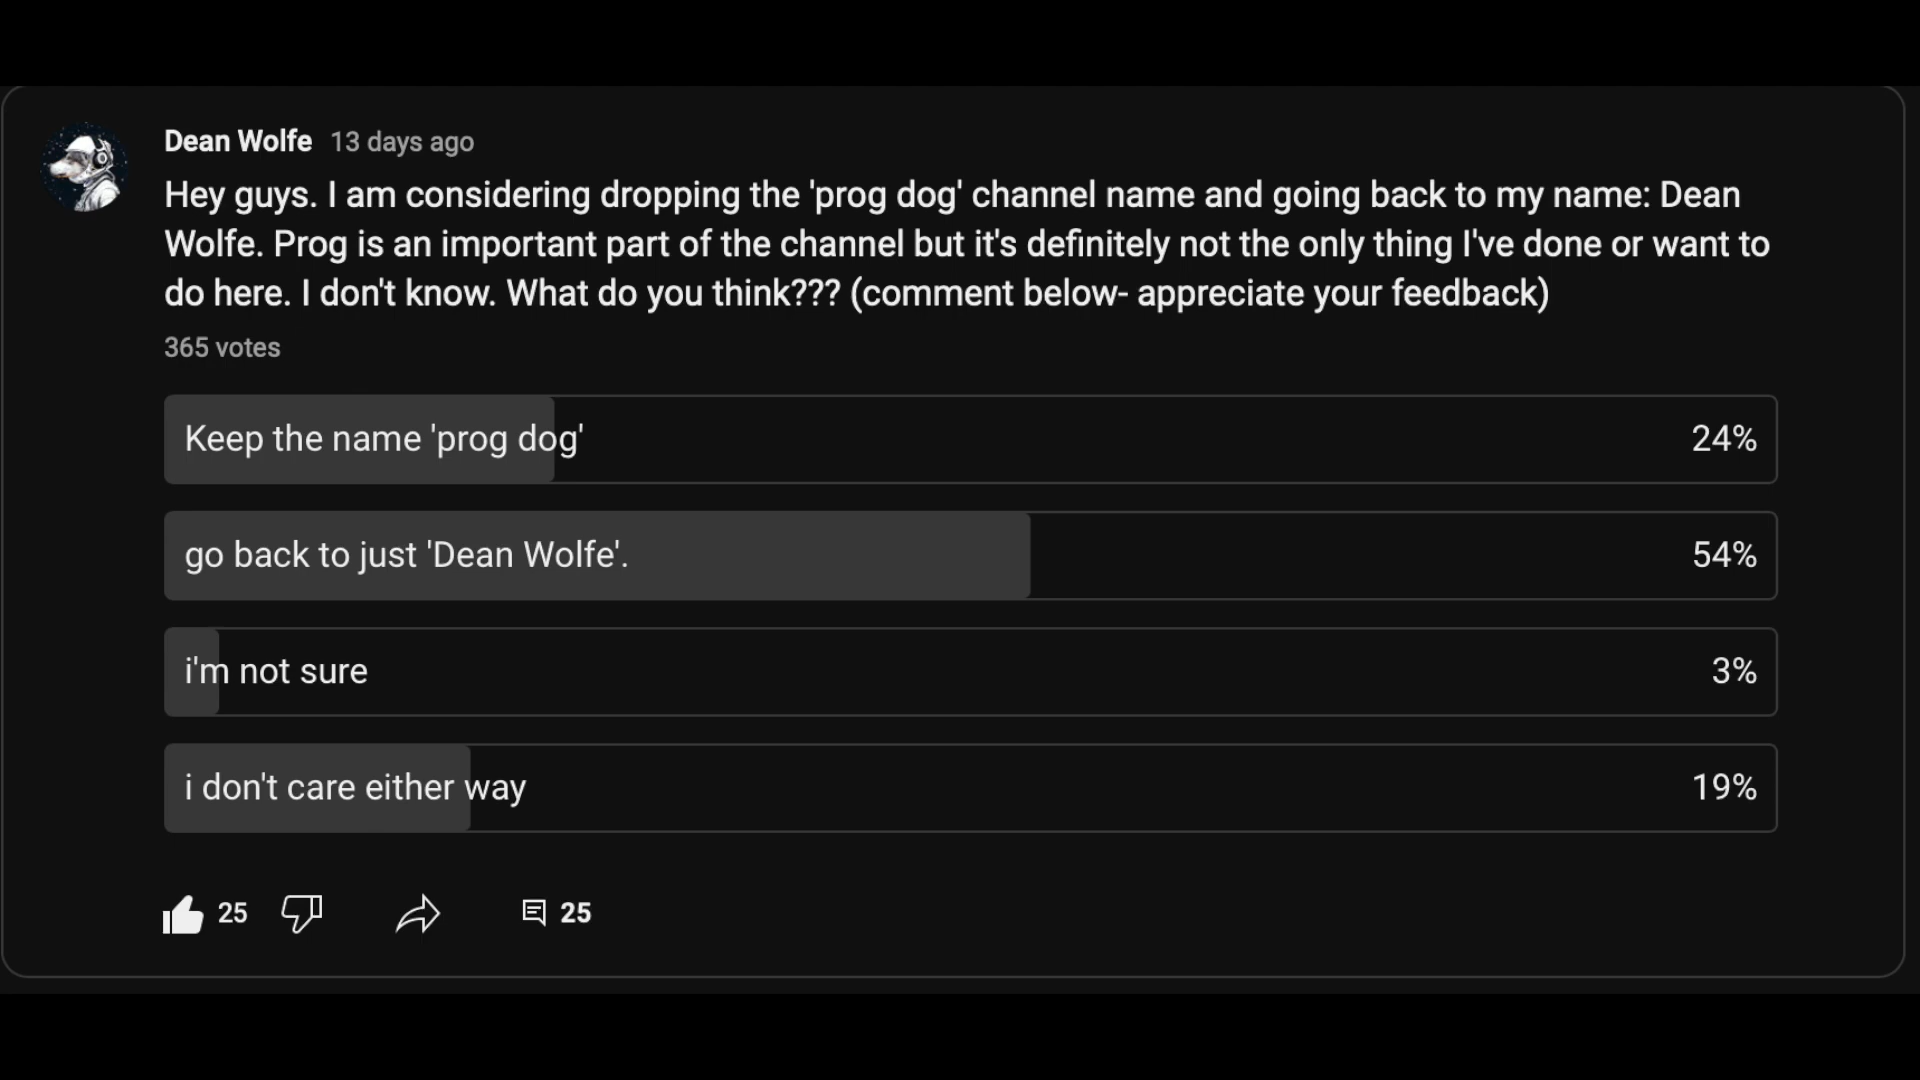 Dean Wolfe 13 days ago
Hey guys. I am considering dropping the 'prog dog' channel name and going back to my name: Dean
Wolfe. Prog is an important part of the channel but it's definitely not the only thing I've done or want to
do here. I don't know. What do you think??? (comment below- appreciate your feedback)
365 votes
Keep the name 'prog dog' 24%
go back to just 'Dean Wolfe'. 54%
i'm not sure 3%
i don't care either way 19%
25 25